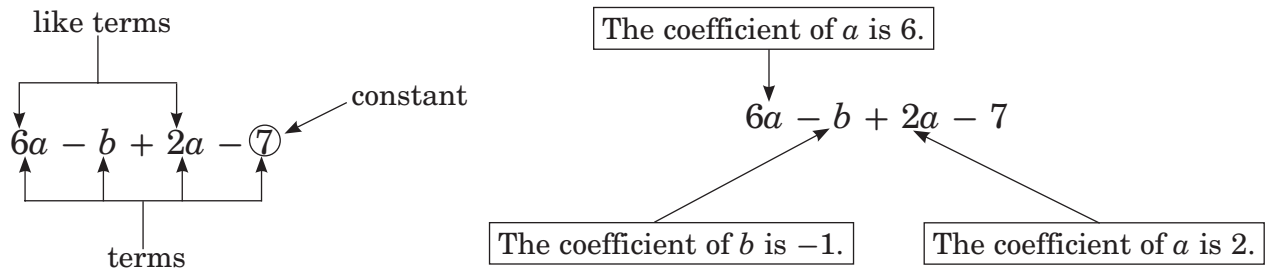 like terms
constant
6a − b + 2a − 7
terms
The coefficient of a is 6.
6a − b + 2a − 7
The coefficient of b is −1.
The coefficient of a is 2.